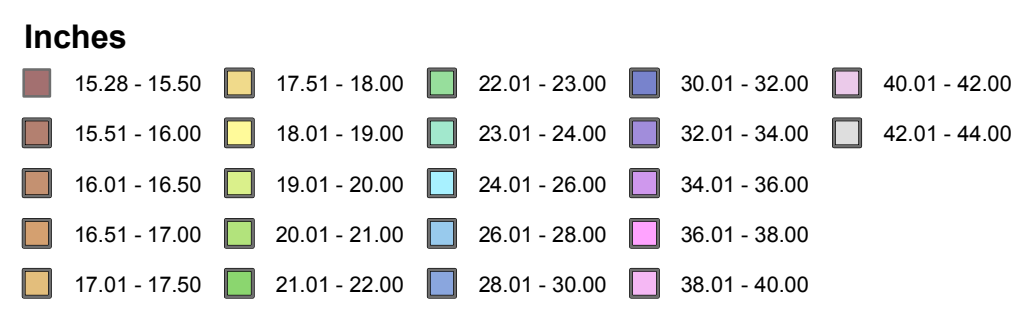 Inches
15.28 - 15.50
15.51 - 16.00
16.01 - 16.50
16.51 - 17.00
17.01 - 17.50
17.51 - 18.00
18.01 - 19.00
19.01 - 20.00
20.01 - 21.00
21.01 - 22.00
22.01 - 23.00
23.01 - 24.00
24.01 - 26.00
26.01 - 28.00
28.01 - 30.00
30.01 - 32.00
32.01 - 34.00
34.01 - 36.00
36.01 - 38.00
38.01 - 40.00
40.01 - 42.00
42.01 - 44.00